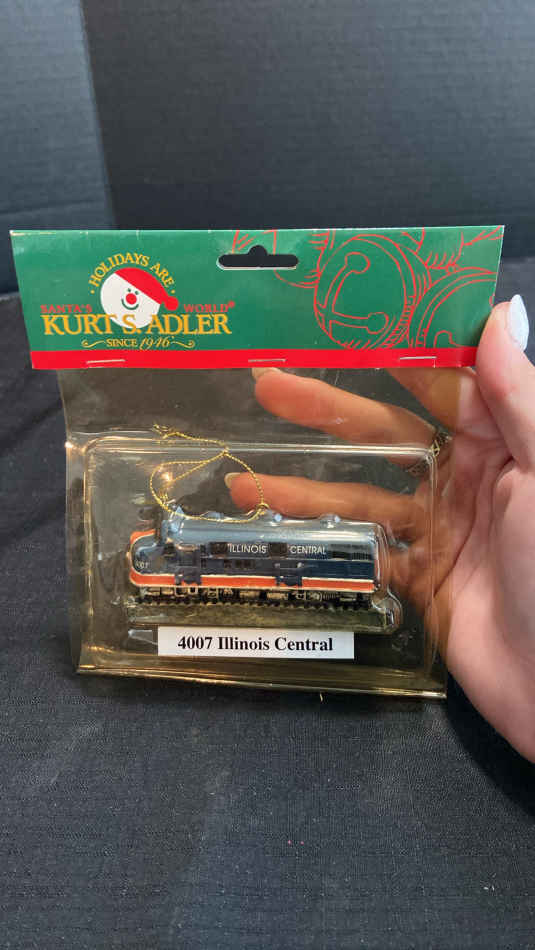 HOLIDAYS ARE
SANTA'S WORLD®
KURT S. ADLER
SINCE 1946
ILLINOIS CENTRAL
4007 Illinois Central